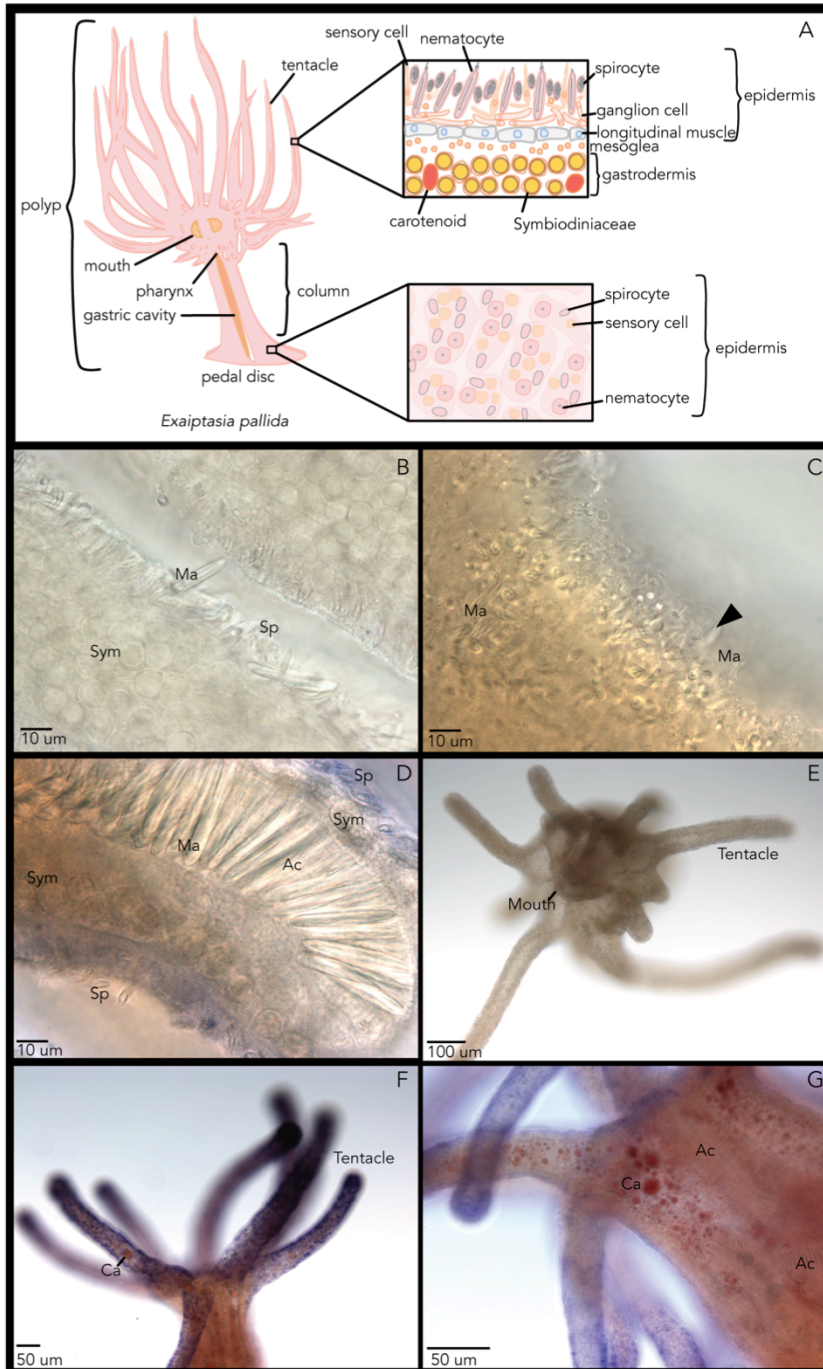 A
sensory cell
nematocyte
tentacle
spirocyte
ganglion cell
longitudinal muscle
mesoglea
epidermis
gastrodermis
carotenoid
Symbiodiniaceae
polyp
mouth
pharynx
gastric cavity
column
pedal disc
Exaiptasia pallida
spirocyte
sensory cell
nematocyte
epidermis
B
Ma
Sp
Sym
10 um
C
Ma
Ma
10 um
D
Sp
Sym
Ma
Ac
Sym
Sp
10 um
E
Tentacle
Mouth
100 um
F
Tentacle
Ca
50 um
G
Ac
Ca
Ac
50 um